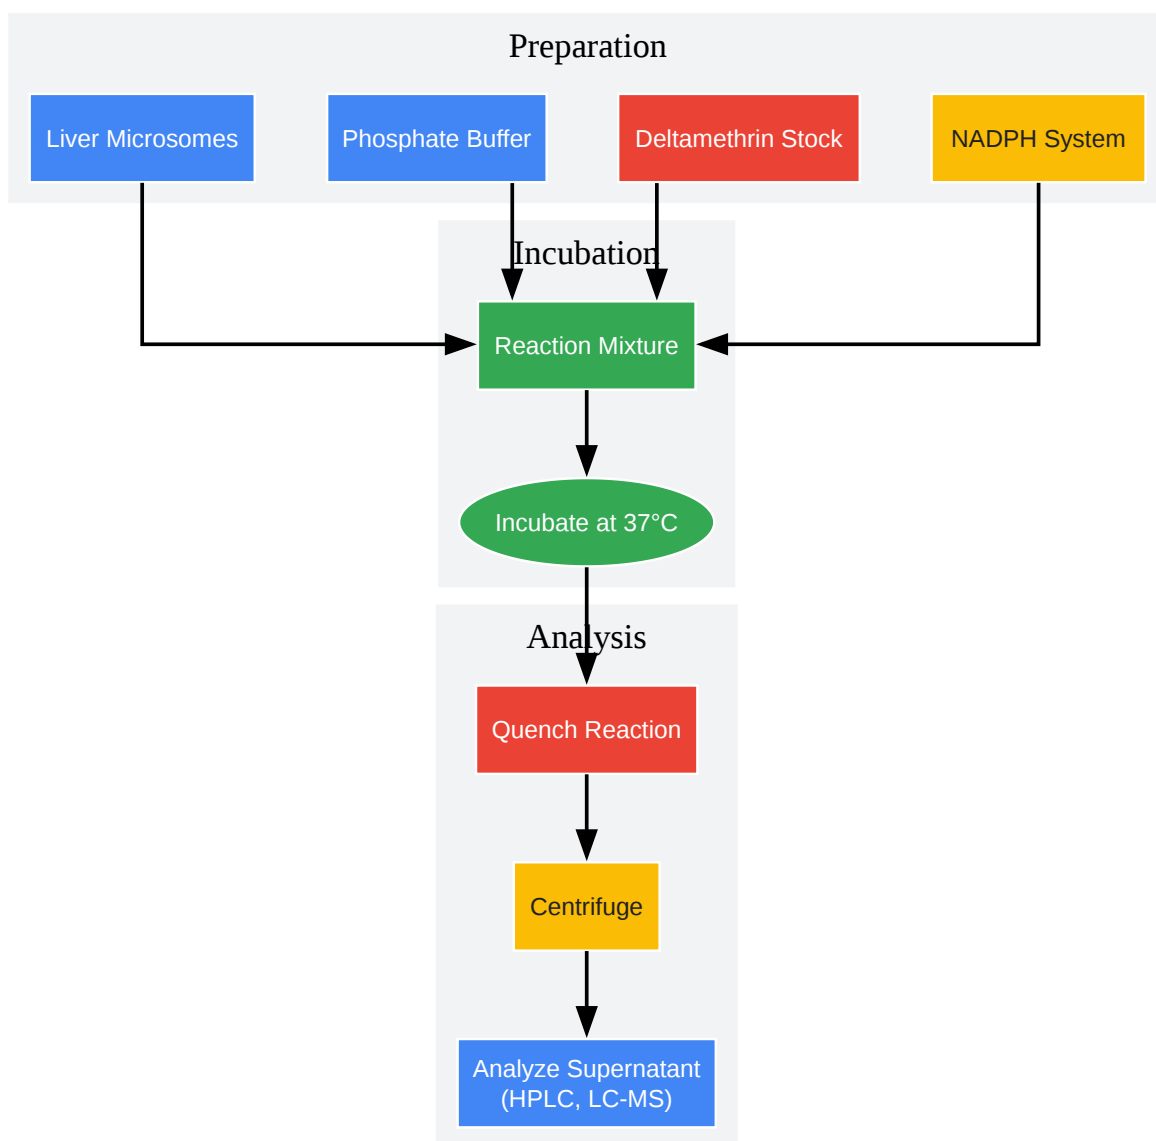 Preparation
Liver Microsomes
Phosphate Buffer
Deltamethrin Stock
NADPH System
Incubation
Reaction Mixture
Incubate at 37°C
Analysis
Quench Reaction
Centrifuge
Analyze Supernatant
(HPLC, LC-MS)